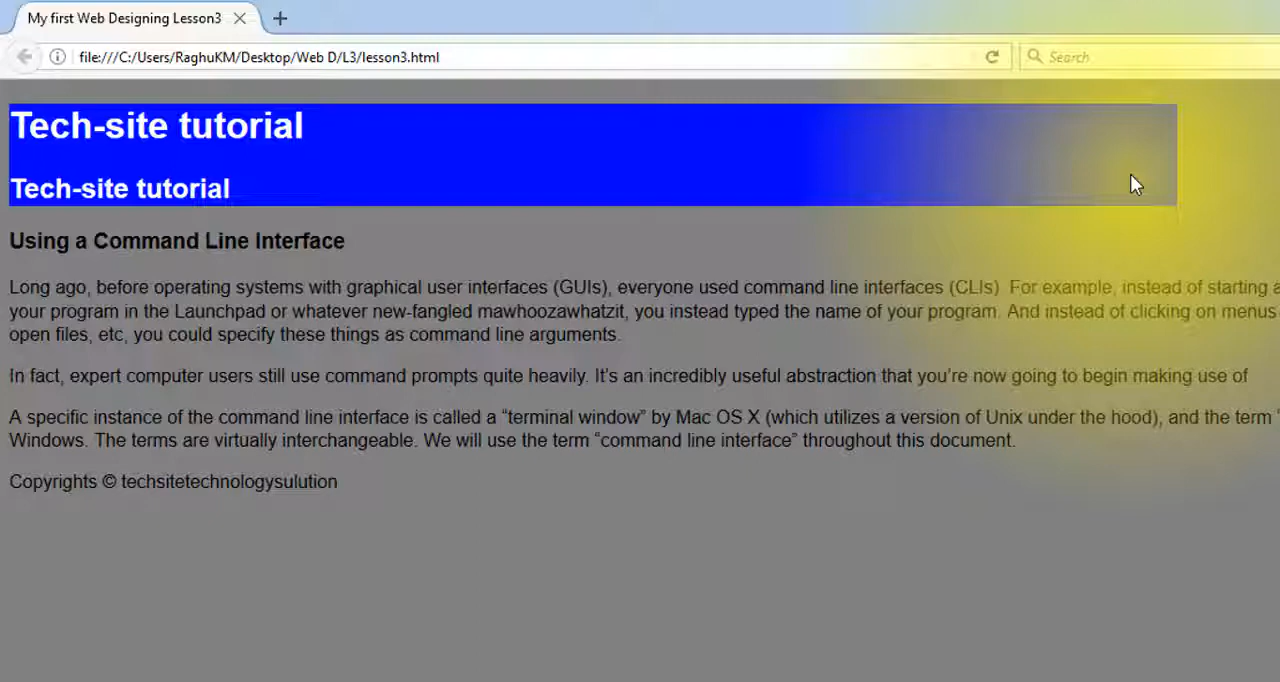 My first Web Designing Lesson3
file:///C:/Users/RaghuKM/Desktop/Web D/L3/lesson3.html
Search
Tech-site tutorial
Tech-site tutorial
Using a Command Line Interface
Long ago, before operating systems with graphical user interfaces (GUIs), everyone used command line interfaces (CLIs). For example, instead of starting a
your program in the Launchpad or whatever new-fangled mawhoozawhatzit, you instead typed the name of your program. And instead of clicking on menus
open files, etc, you could specify these things as command line arguments.
In fact, expert computer users still use command prompts quite heavily. It’s an incredibly useful abstraction that you’re now going to begin making use of
A specific instance of the command line interface is called a “terminal window” by Mac OS X (which utilizes a version of Unix under the hood), and the term “
Windows. The terms are virtually interchangeable. We will use the term “command line interface” throughout this document.
Copyrights © techsitetechnologysulution